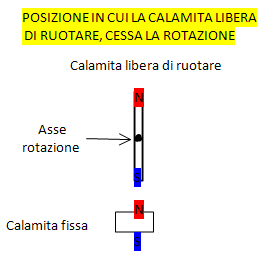 POSIZIONE IN CUI LA CALAMITA LIBERA
DI RUOTARE, CESSA LA ROTAZIONE
Calamita libera di ruotare
N
Asse
rotazione
S
N
Calamita fissa
S